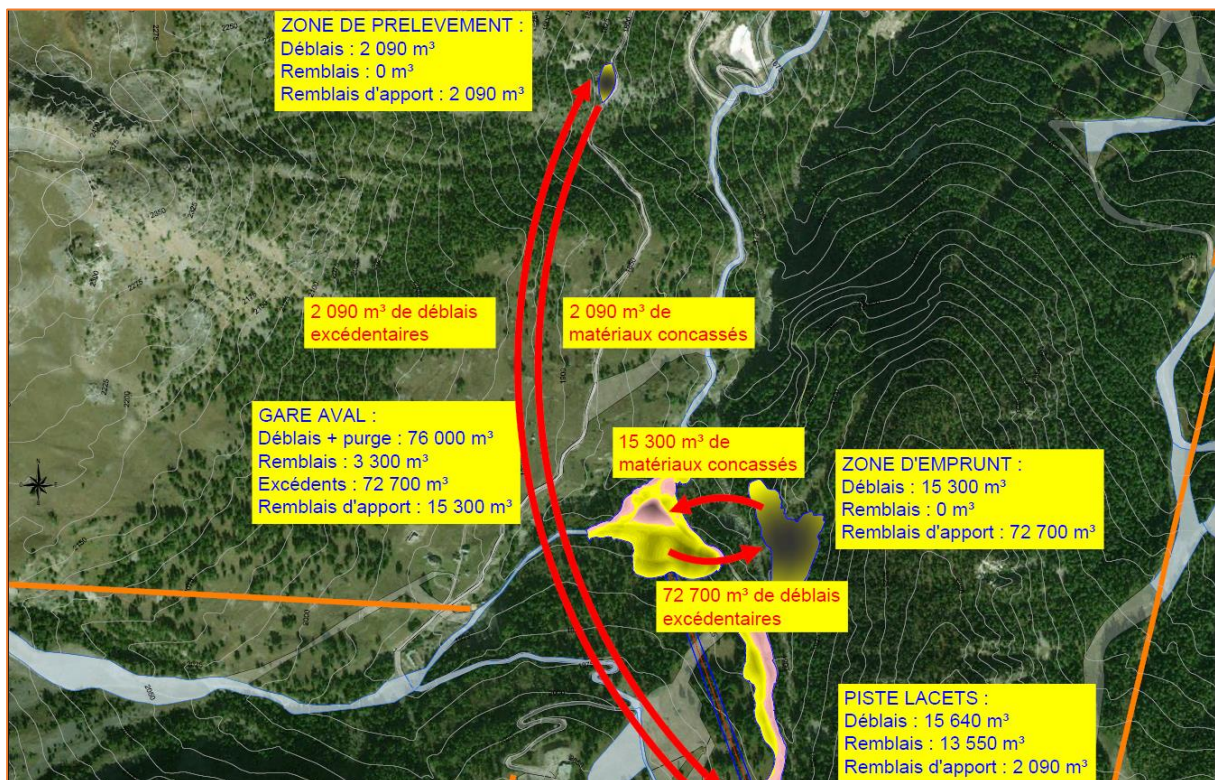 ZONE DE PRELEVEMENT :
Déblais : 2 090 m³
Remblais : 0 m³
Remblais d'apport : 2 090 m³
2 090 m³ de déblais
excédentaires
2 090 m³ de
matériaux concassés
GARE AVAL :
Déblais + purge : 76 000 m³
Remblais : 3 300 m³
Excédents : 72 700 m³
Remblais d'apport : 15 300 m³
15 300 m³ de
matériaux concassés
ZONE D'EMPRUNT :
Déblais : 15 300 m³
Remblais : 0 m³
Remblais d'apport : 72 700 m³
72 700 m³ de déblais
excédentaires
PISTE LACETS :
Déblais : 15 640 m³
Remblais : 13 550 m³
Remblais d'apport : 2 090 m³